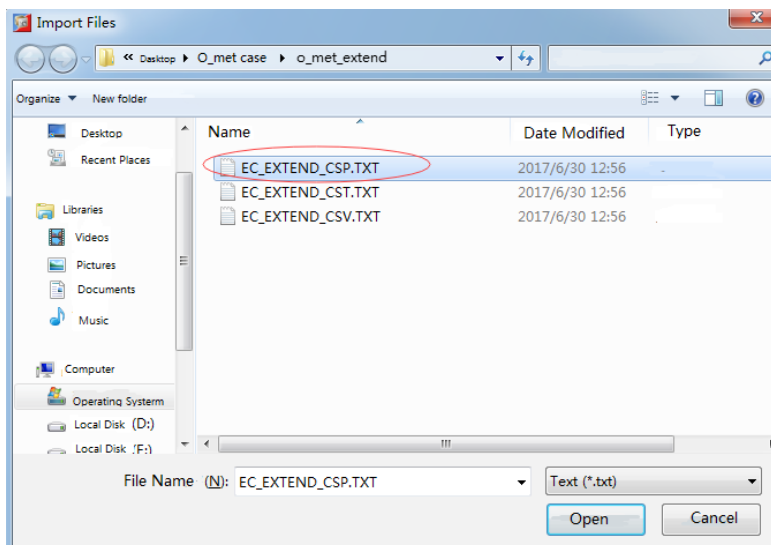 Import Files
« Dasktop ▸ O_met case ▸ o_met_extend
Organize New folder
Name Date Modified Type
Desktop
Recent Places
Libraries
Videos
Pictures
Documents
Music
Computer
Operating Systerm
Local Disk (D:)
Local Disk (E:)
EC_EXTEND_CSP.TXT 2017/6/30 12:56
EC_EXTEND_CST.TXT 2017/6/30 12:56
EC_EXTEND_CSV.TXT 2017/6/30 12:56
File Name (N): EC_EXTEND_CSP.TXT Text (*.txt)
Open Cancel